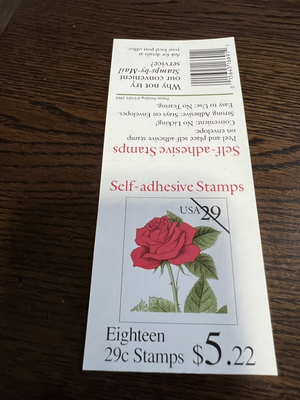 Self-adhesive Stamps
USA 29
Eighteen
29c Stamps $5.22
Self-adhesive Stamps
Peel and place self-adhesive stamp
on envelope.
Convenient: No Licking.
Strong Adhesive: Stays on Envelopes.
Easy to Use: No Tearing.
Why not try
our convenient
Stamps-by-Mail
service?
Ask for details at
your local post office.